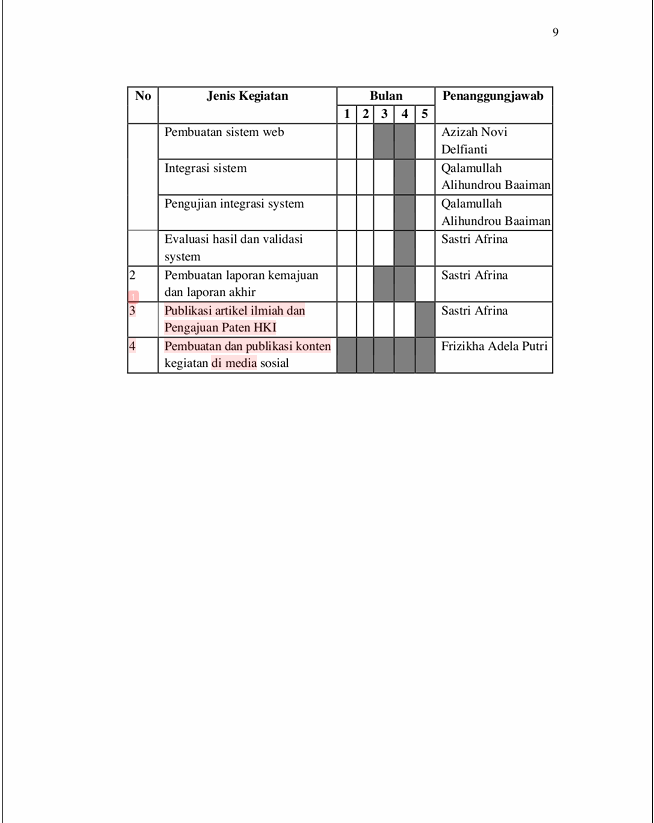 9
No Jenis Kegiatan Bulan Penanggungjawab
1 2 3 4 5
Pembuatan sistem web Azizah Novi
Delfianti
Integrasi sistem Qalamullah
Alihundrou Baaiman
Pengujian integrasi system Qalamullah
Alihundrou Baaiman
Evaluasi hasil dan validasi Sastri Afrina
system
2 Pembuatan laporan kemajuan Sastri Afrina
dan laporan akhir
3 Publikasi artikel ilmiah dan Sastri Afrina
Pengajuan Paten HKI
4 Pembuatan dan publikasi konten Frizikha Adela Putri
kegiatan di media sosial